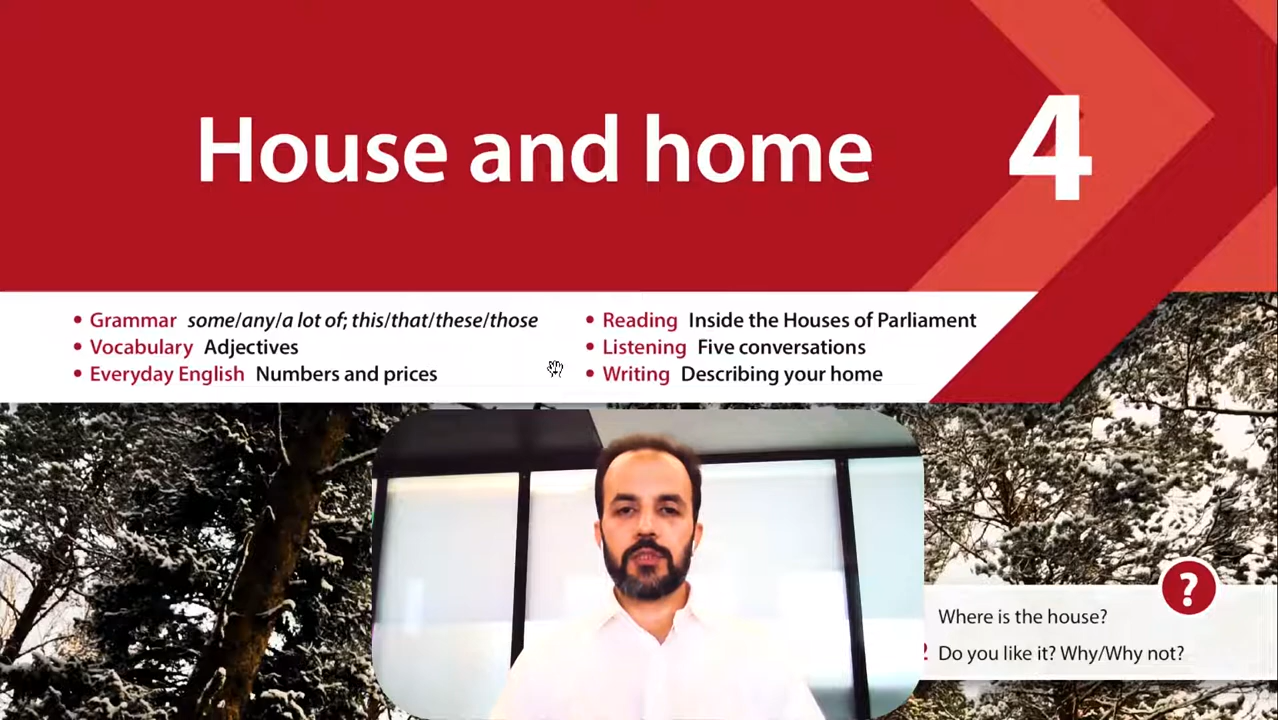 House and home
4
• Grammar some/any/a lot of; this/that/these/those
• Vocabulary Adjectives
• Everyday English Numbers and prices
• Reading Inside the Houses of Parliament
• Listening Five conversations
• Writing Describing your home
?
Where is the house?
2 Do you like it? Why/Why not?